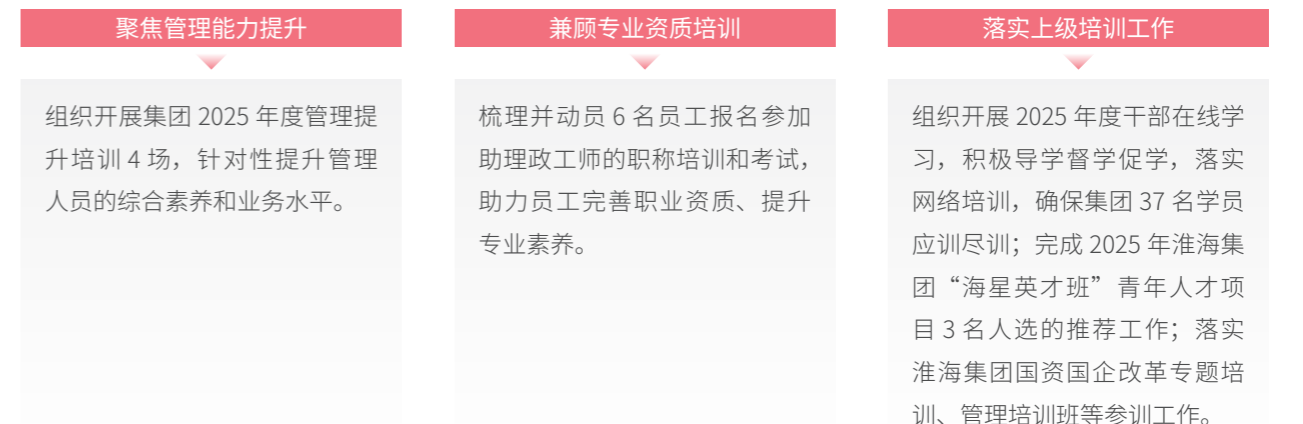 聚焦管理能力提升
组织开展集团 2025 年度管理提
升培训 4 场，针对性提升管理
人员的综合素养和业务水平。
兼顾专业资质培训
梳理并动员 6 名员工报名参加
助理政工师的职称培训和考试，
助力员工完善职业资质、提升
专业素养。
落实上级培训工作
组织开展 2025 年度干部在线学
习，积极导学督学促学，落实
网络培训，确保集团 37 名学员
应训尽训；完成 2025 年淮海集
团“海星英才班”青年人才项
目 3 名人选的推荐工作；落实
淮海集团国资国企改革专题培
训、管理培训班等参训工作。